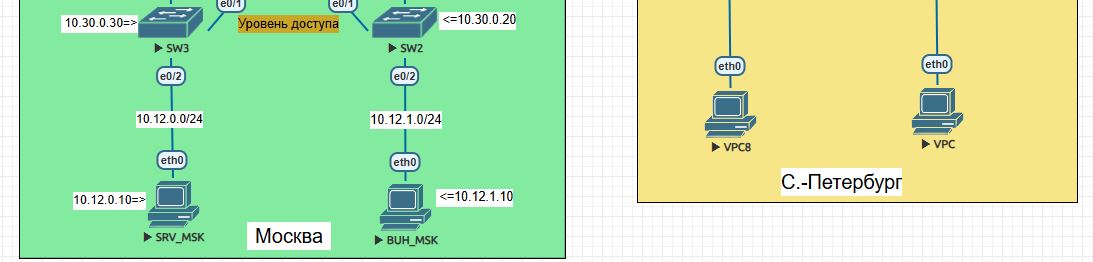 e0/1
e0/1
10.30.0.30=>
Уровень доступа
<=10.30.0.20
SW3
SW2
e0/2
e0/2
10.12.0.0/24
10.12.1.0/24
eth0
eth0
10.12.0.10=>
<=10.12.1.10
SRV_MSK
BUH_MSK
Москва
eth0
eth0
VPC8
VPC
С.-Петербург